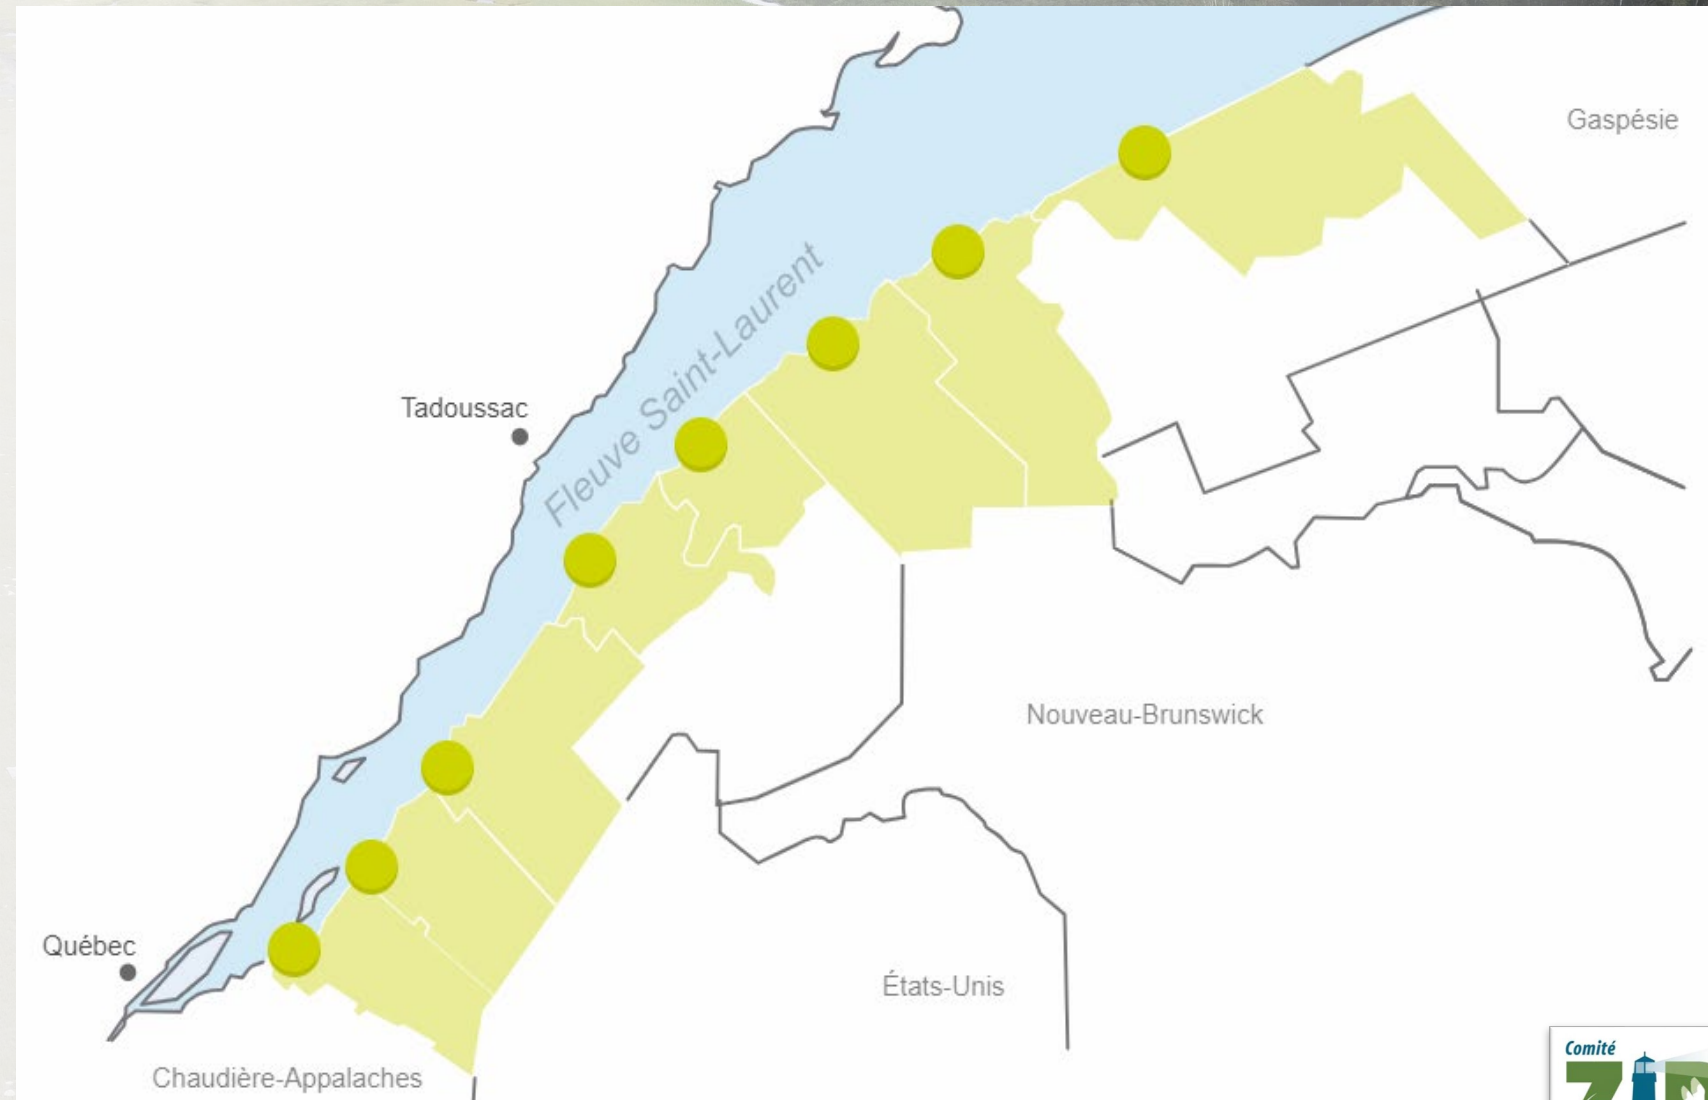 Gaspésie
Fleuve Saint-Laurent
Tadoussac
Nouveau-Brunswick
Québec
États-Unis
Comité
Chaudière-Appalaches